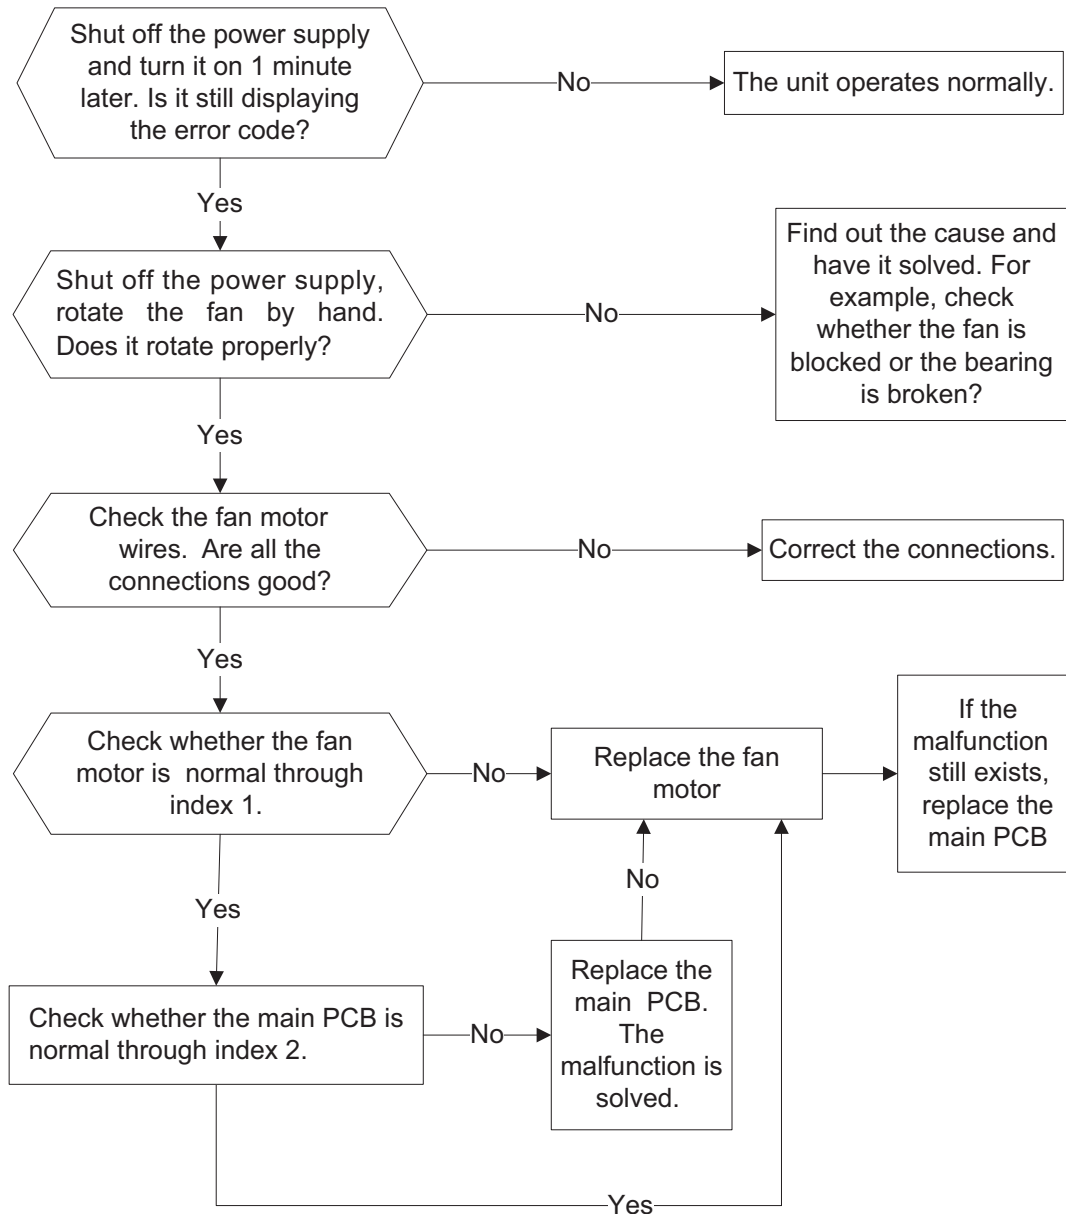 Shut off the power supply
and turn it on 1 minute
later. Is it still displaying
the error code?
No
The unit operates normally.
Yes
Shut off the power supply,
rotate the fan by hand.
Does it rotate properly?
No
Find out the cause and
have it solved. For
example, check
whether the fan is
blocked or the bearing
is broken?
Yes
Check the fan motor
wires. Are all the
connections good?
No
Correct the connections.
Yes
Check whether the fan
motor is normal through
index 1.
No
Replace the fan
motor
If the
malfunction
still exists,
replace the
main PCB
Yes
No
Check whether the main PCB is
normal through index 2.
No
Replace the
main PCB.
The
malfunction is
solved.
Yes